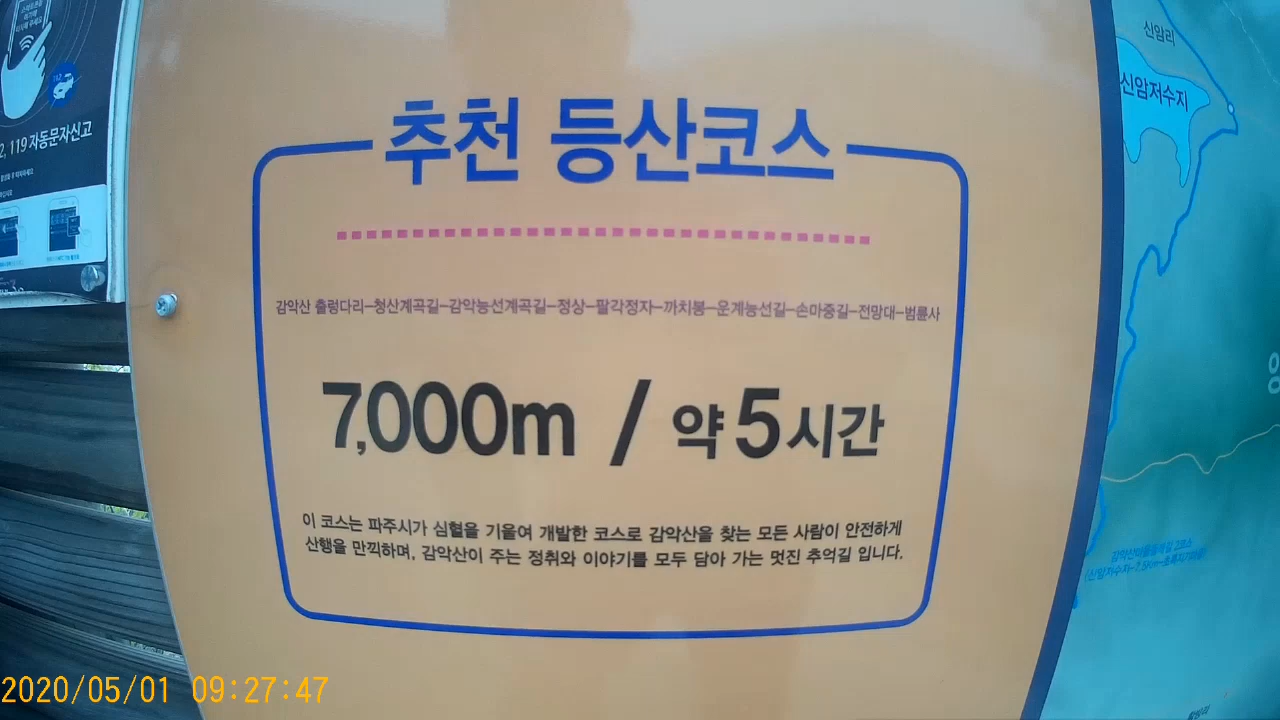 119 자동문자신고
추천 등산코스
감악산 출렁다리-청산계곡길-감악능선계곡길-정상-팔각정자-까치봉-운계능선길-손마중길-전망대-범륜사
7,000m / 약 5시간
이 코스는 파주시가 심혈을 기울여 개발한 코스로 감악산을 찾는 모든 사람이 안전하게
산행을 만끽하며, 감악산이 주는 정취와 이야기를 모두 담아 가는 멋진 추억길 입니다.
신암리
신암저수지
2020/05/01 09:27:47